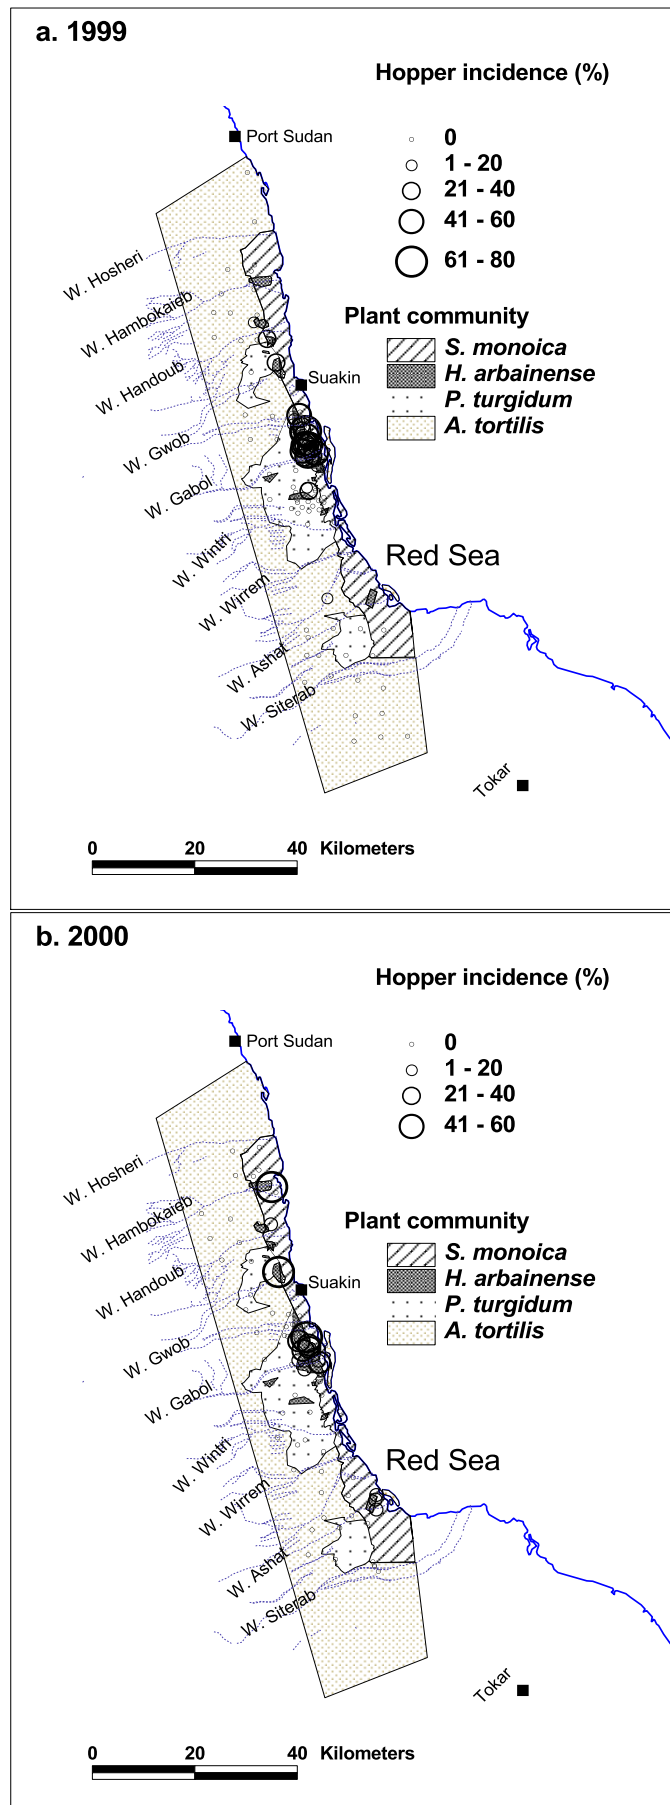 a. 1999
Hopper incidence (%)
Port Sudan
0
1 - 20
21 - 40
41 - 60
61 - 80
W. Hosheri
W. Hambokaieb
W. Handoub
Plant community
S. monoica
H. arbainense
P. turgidum
A. tortilis
Suakin
W. Gwob
W. Gabol
W. Wintri
Red Sea
W. Wirrem
W. Ashat
W. Siterab
Tokar
0 20 40 Kilometers
b. 2000
Hopper incidence (%)
Port Sudan
0
1 - 20
21 - 40
41 - 60
W. Hosheri
W. Hambokaieb
W. Handoub
Plant community
S. monoica
H. arbainense
P. turgidum
A. tortilis
Suakin
W. Gwob
W. Gabol
W. Wintri
Red Sea
W. Wirrem
W. Ashat
W. Siterab
Tokar
0 20 40 Kilometers